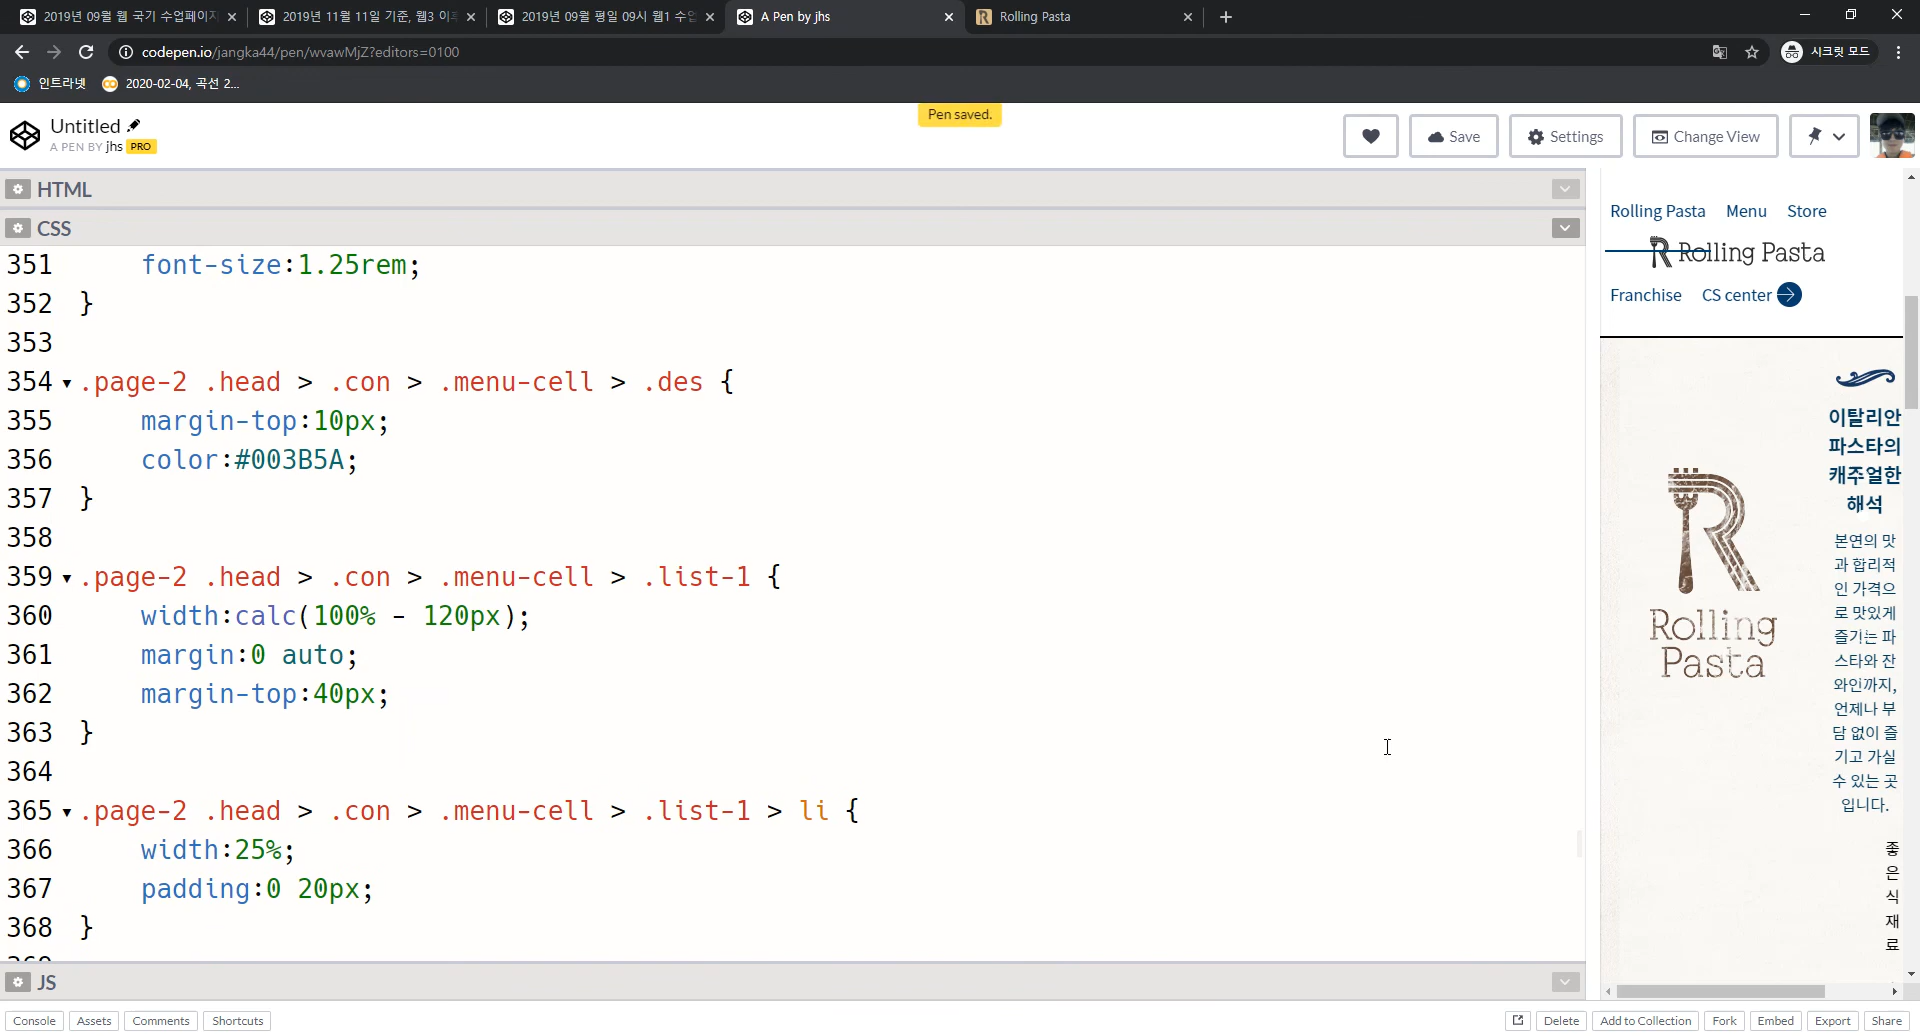 2019년 09월 웹 국기 수업페이지
2019년 11월 11일 기준, 웹3 이후
2019년 09월 평일 09시 웹1 수업
A Pen by jhs
Rolling Pasta
codepen.io/jangka44/pen/wvawMjZ?editors=0100
시크릿 모드
인트라넷
2020-02-04, 곡선 2...
Untitled
A PEN BY jhs PRO
Pen saved.
Save
Settings
Change View
HTML
CSS
351 font-size:1.25rem;
352 }
353
354 .page-2 .head > .con > .menu-cell > .des {
355 margin-top:10px;
356 color:#003B5A;
357 }
358
359 .page-2 .head > .con > .menu-cell > .list-1 {
360 width:calc(100% - 120px);
361 margin:0 auto;
362 margin-top:40px;
363 }
364
365 .page-2 .head > .con > .menu-cell > .list-1 > li {
366 width:25%;
367 padding:0 20px;
368 }
JS
Rolling Pasta Menu Store
Rolling Pasta
Franchise CS center
Rolling
Pasta
이탈리안
파스타의
캐주얼한
해석
본연의 맛
과 합리적
인 가격으
로 맛있게
즐기는 파
스타와 잔
와인까지,
언제나 부
담 없이 즐
기고 가실
수 있는 곳
입니다.
좋
은
식
재
료
Console Assets Comments Shortcuts
Delete Add to Collection Fork Embed Export Share